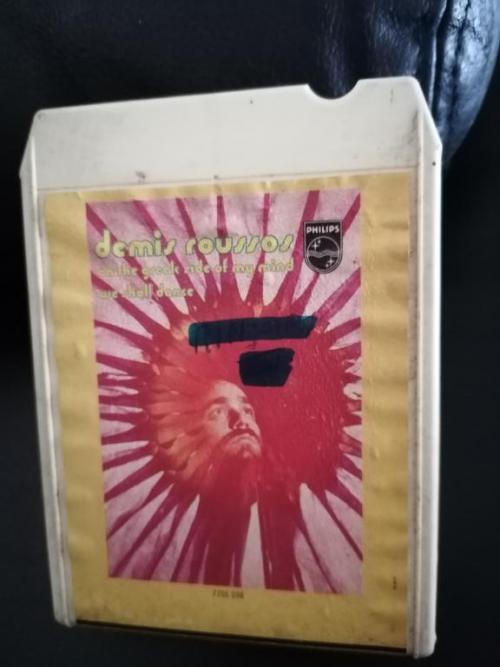 demis roussos
on the greek side of my mind
we shall dance
PHILIPS